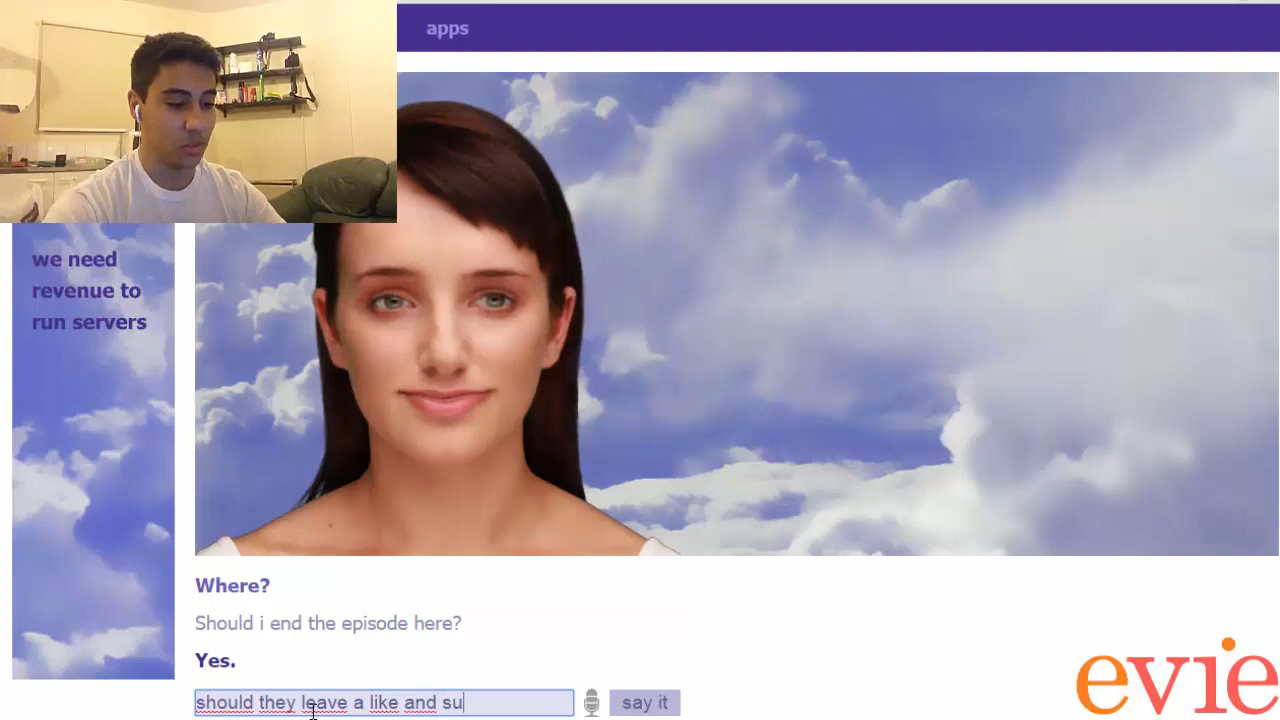 apps
we need
revenue to
run servers
Where?
Should i end the episode here?
Yes.
should they leave a like and su
say it
evie